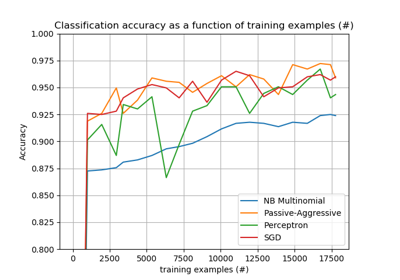 Classification accuracy as a function of training examples (#)
1.000
0.975
0.950
0.925
0.900
0.875
0.850
0.825
0.800
Accuracy
NB Multinomial
Passive-Aggressive
Perceptron
SGD
0 2500 5000 7500 10000 12500 15000 17500
training examples (#)